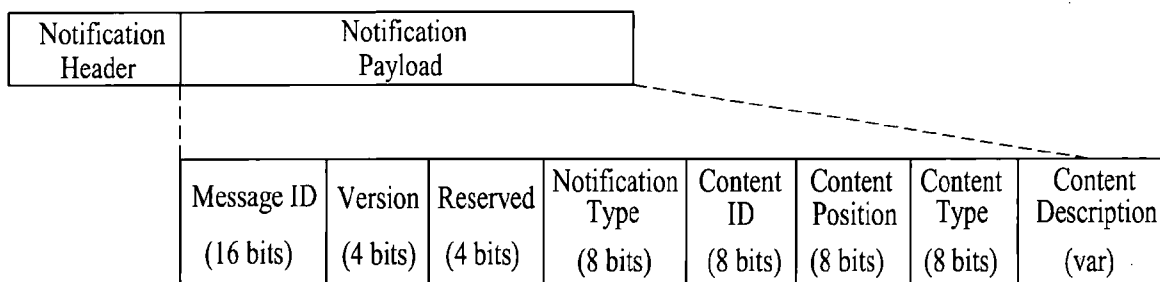 Notification Header
Notification Payload
Message ID (16 bits)
Version (4 bits)
Reserved (4 bits)
Notification Type (8 bits)
Content ID (8 bits)
Content Position (8 bits)
Content Type (8 bits)
Content Description (var)